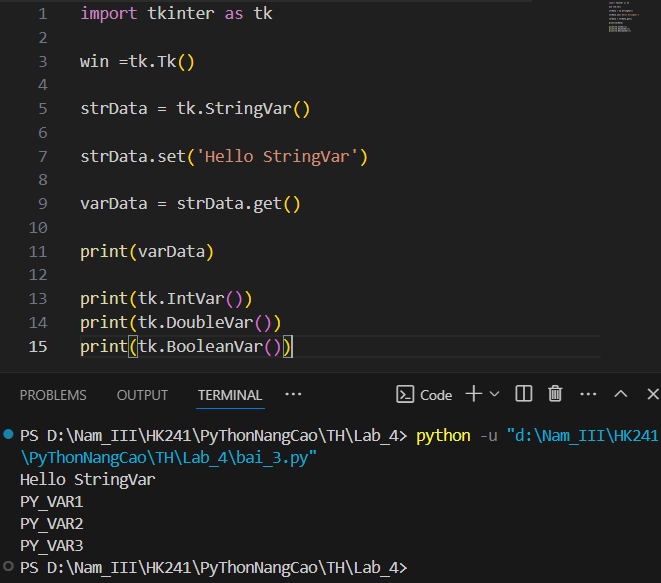 1 import tkinter as tk
2
3 win =tk.Tk()
4
5 strData = tk.StringVar()
6
7 strData.set('Hello StringVar')
8
9 varData = strData.get()
10
11 print(varData)
12
13 print(tk.IntVar())
14 print(tk.DoubleVar())
15 print(tk.BooleanVar())
PROBLEMS OUTPUT TERMINAL ··· Code
PS D:\Nam_III\HK241\PyThonNangCao\TH\Lab_4> python -u "d:\Nam_III\HK241
\PyThonNangCao\TH\Lab_4\bai_3.py"
Hello StringVar
PY_VAR1
PY_VAR2
PY_VAR3
PS D:\Nam_III\HK241\PyThonNangCao\TH\Lab_4>